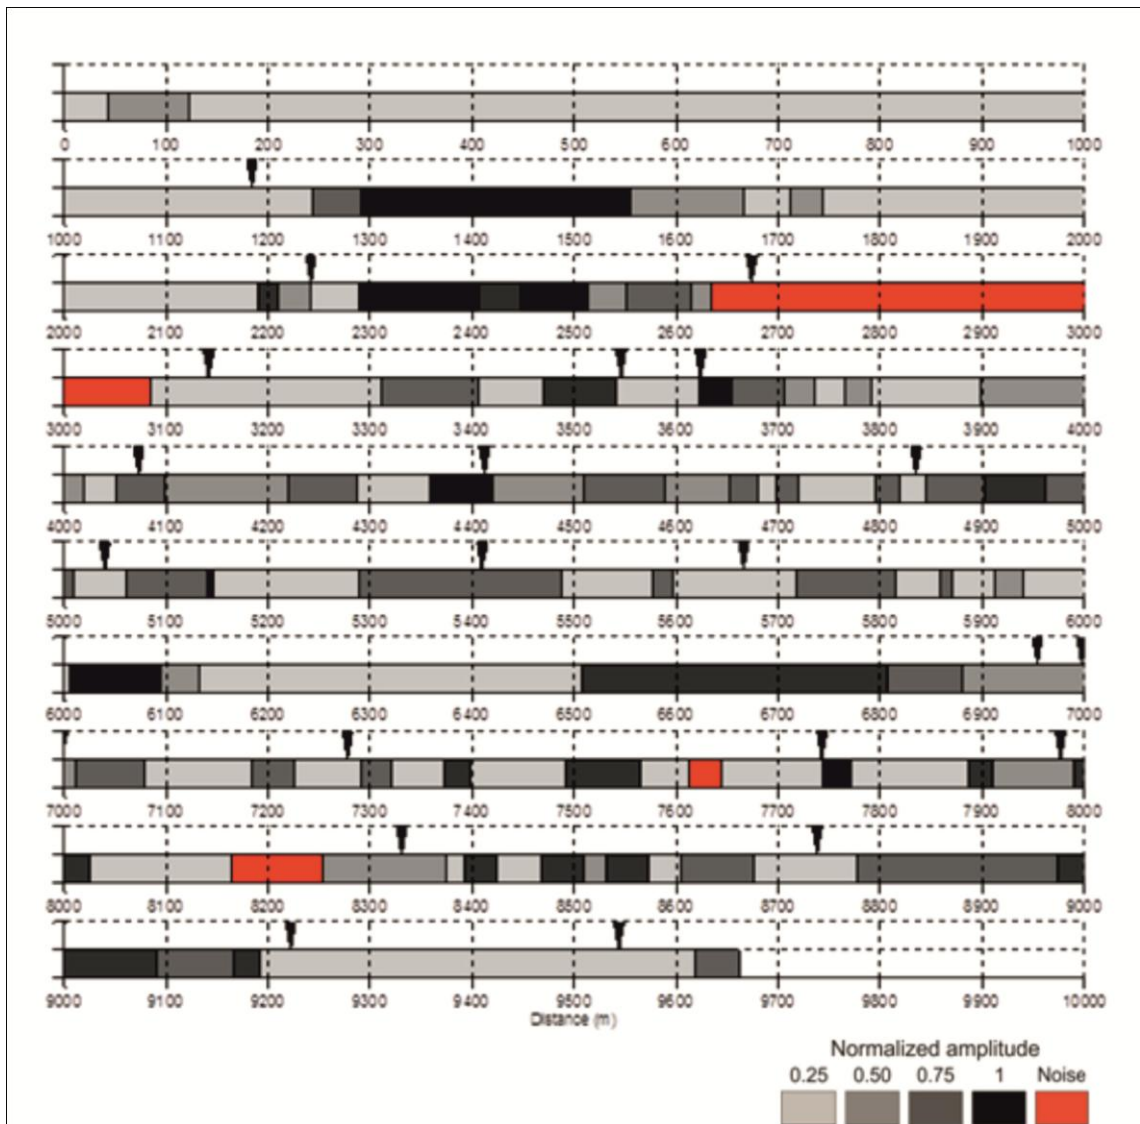 0 100 200 300 400 500 600 700 800 900 1000
1000 1100 1200 1300 1400 1500 1600 1700 1800 1900 2000
2000 2100 2200 2300 2400 2500 2600 2700 2800 2900 3000
3000 3100 3200 3300 3400 3500 3600 3700 3800 3900 4000
4000 4100 4200 4300 4400 4500 4600 4700 4800 4900 5000
5000 5100 5200 5300 5400 5500 5600 5700 5800 5900 6000
6000 6100 6200 6300 6400 6500 6600 6700 6800 6900 7000
7000 7100 7200 7300 7400 7500 7600 7700 7800 7900 8000
8000 8100 8200 8300 8400 8500 8600 8700 8800 8900 9000
9000 9100 9200 9300 9400 9500 9600 9700 9800 9900 10000
Distance (m)
Normalized amplitude
0.25 0.50 0.75 1 Noise